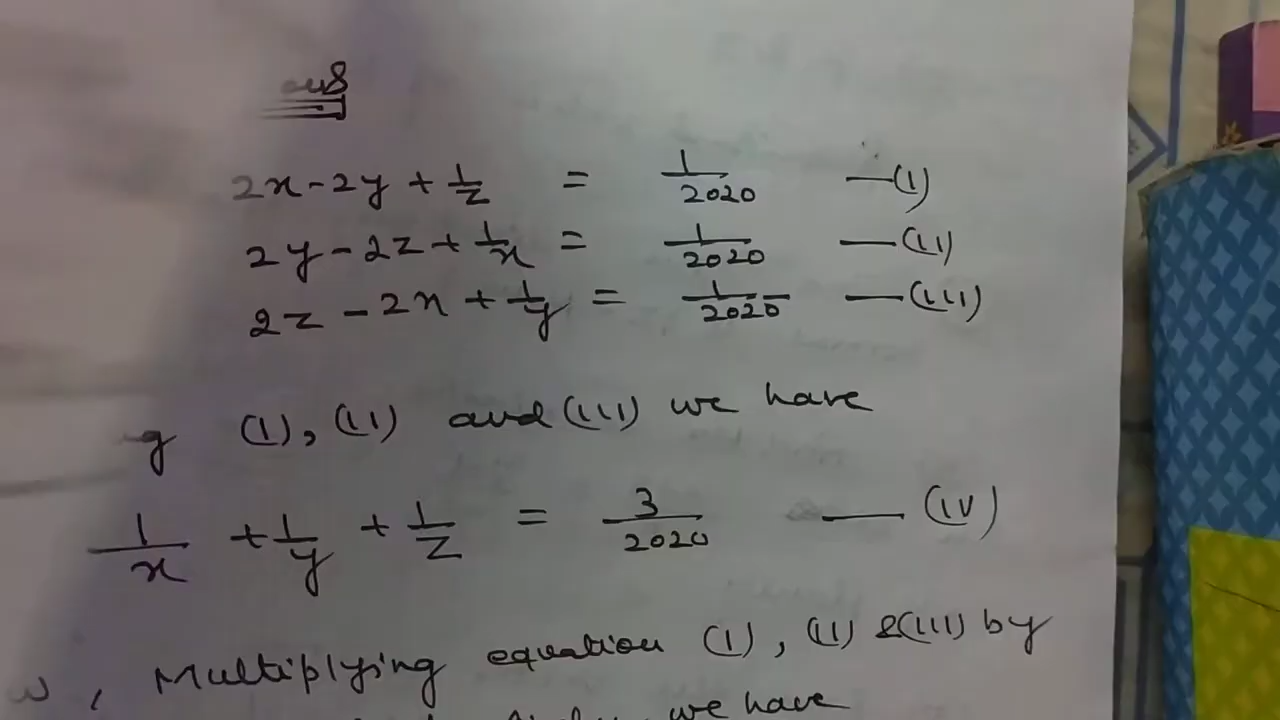 2x - 2y + 1/z = 1/2020 —(I)
2y - 2z + 1/x = 1/2020 —(II)
2z - 2x + 1/y = 1/2020 —(III)
(I), (II) and (III) we have
1/x + 1/y + 1/z = 3/2020 —(IV)
, Multiplying equation (I), (II) & (III) by
we have